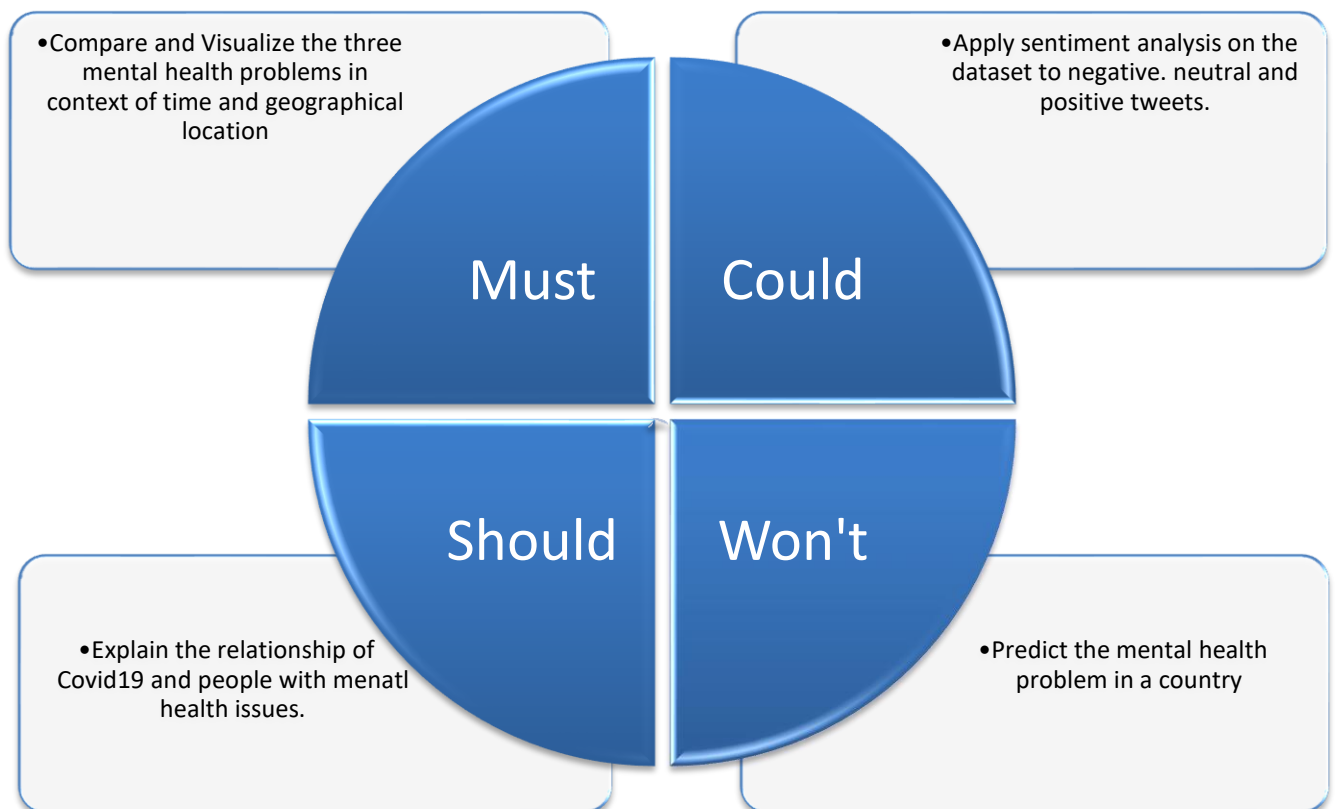 •Compare and Visualize the three
mental health problems in
context of time and geographical
location
•Apply sentiment analysis on the
dataset to negative. neutral and
positive tweets.
Must
Could
Should
Won't
•Explain the relationship of
Covid19 and people with menatl
health issues.
•Predict the mental health
problem in a country